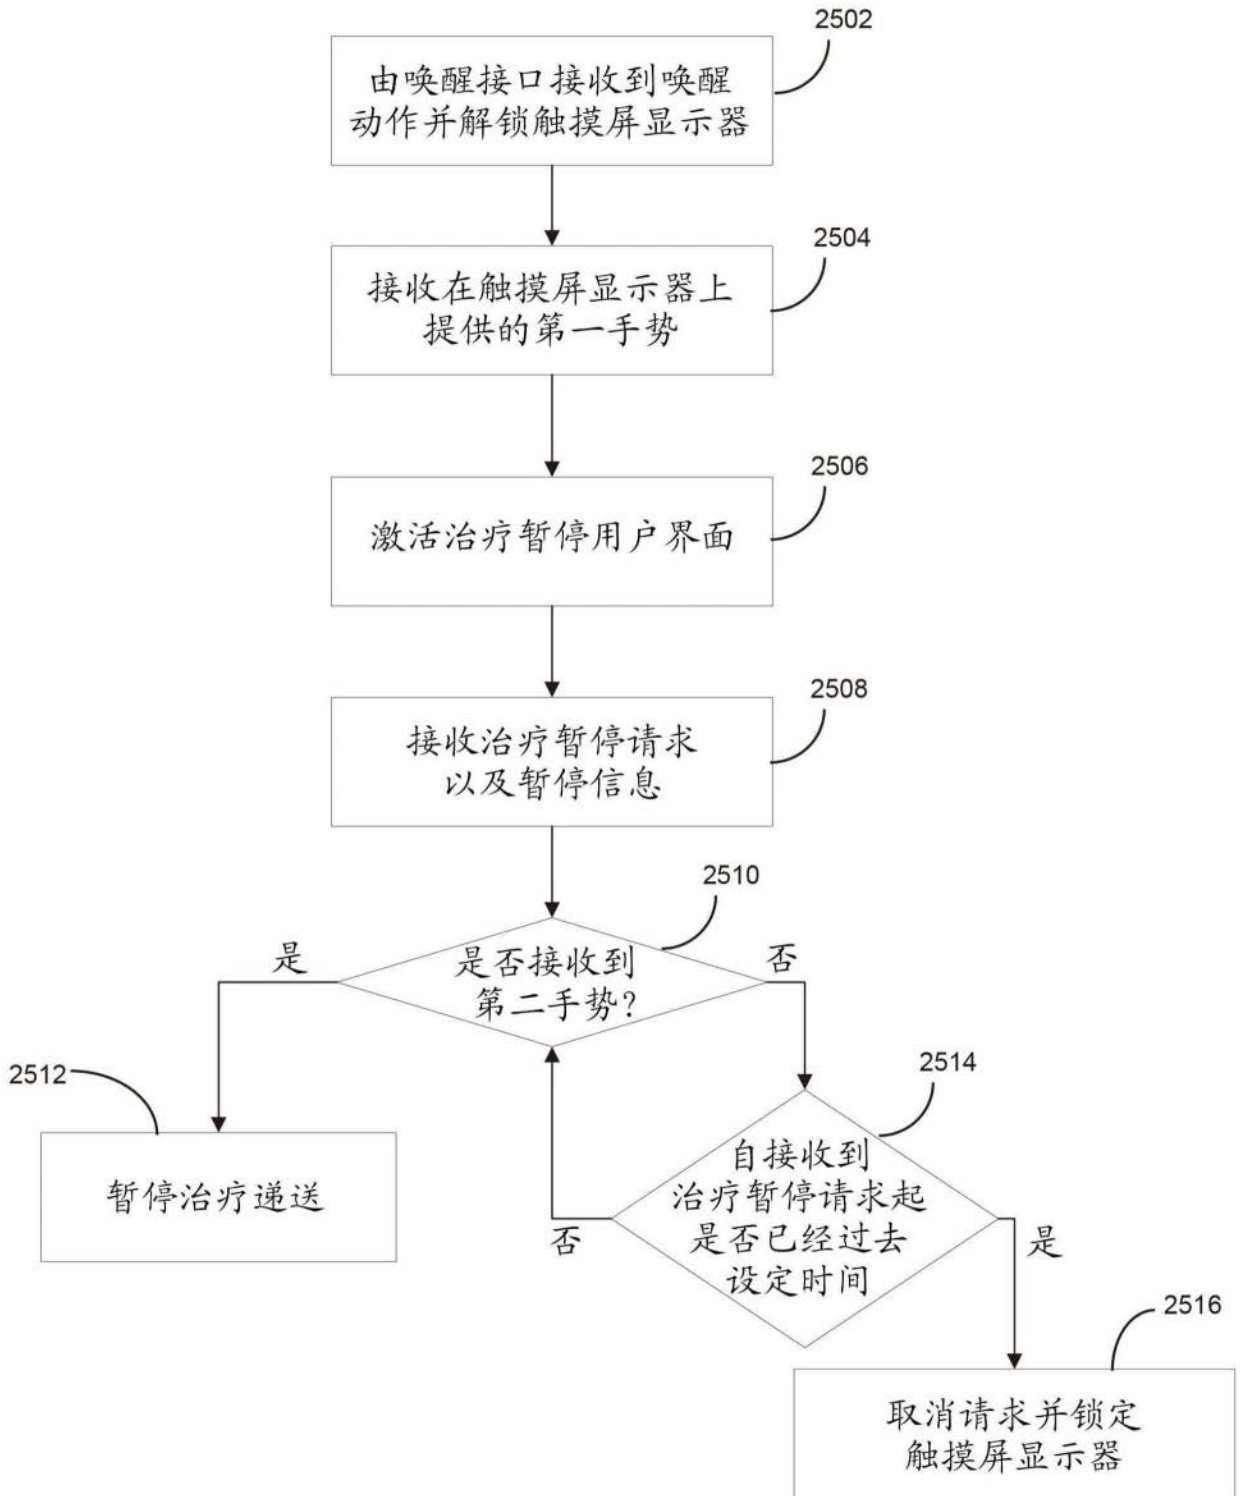 2502
由唤醒接口接收到唤醒
动作并解锁触摸屏显示器
2504
接收在触摸屏显示器上
提供的第一手势
2506
激活治疗暂停用户界面
2508
接收治疗暂停请求
以及暂停信息
2510
是
是否接收到
第二手势?
否
2512
暂停治疗递送
2514
自接收到
治疗暂停请求起
是否已经过去
设定时间
否
是
2516
取消请求并锁定
触摸屏显示器